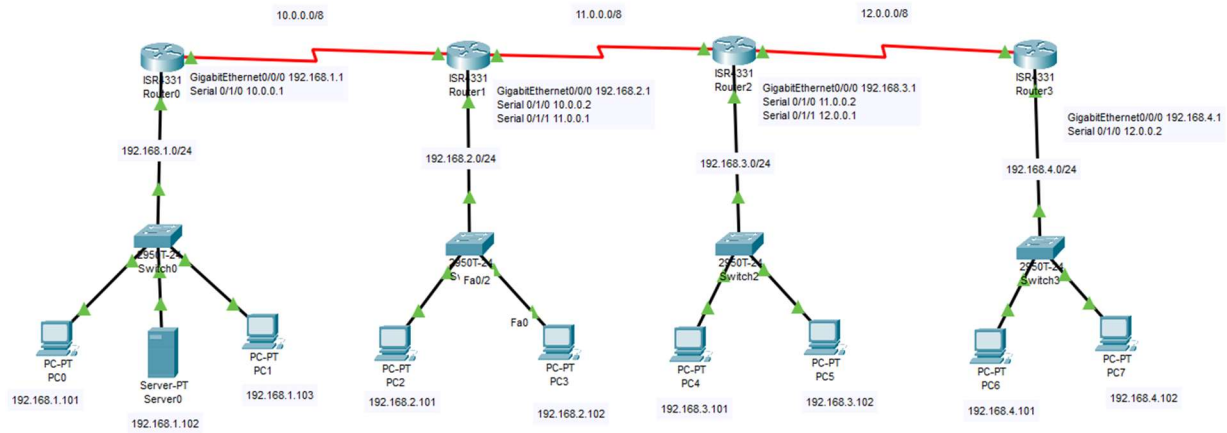 10.0.0.0/8
11.0.0.0/8
12.0.0.0/8
ISR4331
Router0
GigabitEthernet0/0/0 192.168.1.1
Serial 0/1/0 10.0.0.1
ISR4331
Router1
GigabitEthernet0/0/0 192.168.2.1
Serial 0/1/0 10.0.0.2
Serial 0/1/1 11.0.0.1
ISR4331
Router2
GigabitEthernet0/0/0 192.168.3.1
Serial 0/1/0 11.0.0.2
Serial 0/1/1 12.0.0.1
ISR4331
Router3
GigabitEthernet0/0/0 192.168.4.1
Serial 0/1/0 12.0.0.2
192.168.1.0/24
192.168.2.0/24
192.168.3.0/24
192.168.4.0/24
2950T-24
Switch0
2950T-24
Fa0/2
2950T-24
Switch2
2950T-24
Switch3
Fa0
PC-PT
PC0
192.168.1.101
Server-PT
Server0
192.168.1.102
PC-PT
PC1
192.168.1.103
PC-PT
PC2
192.168.2.101
PC-PT
PC3
192.168.2.102
PC-PT
PC4
192.168.3.101
PC-PT
PC5
192.168.3.102
PC-PT
PC6
192.168.4.101
PC-PT
PC7
192.168.4.102